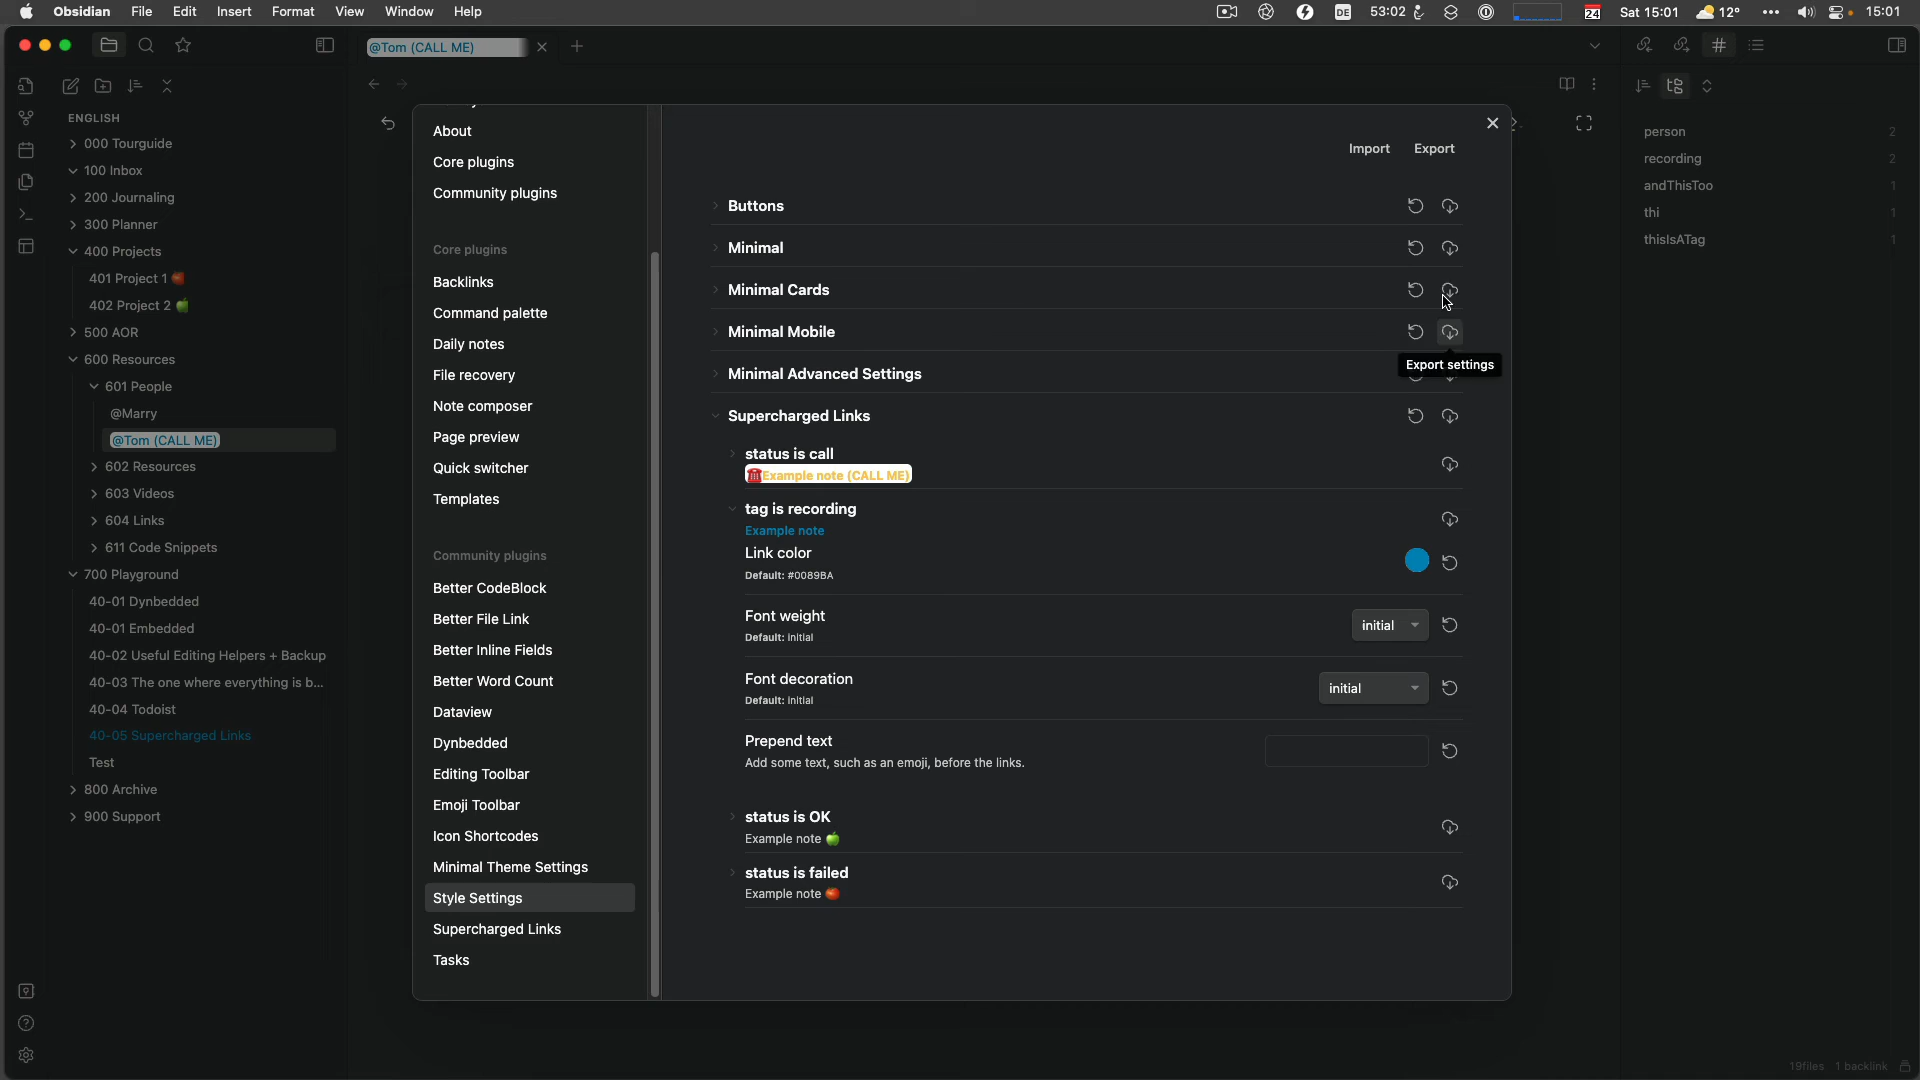 Obsidian File Edit Insert Format View Window Help
DE 53:02 24 Sat 15:01 12° 15:01
@Tom (CALL ME)
ENGLISH
000 Tourguide
100 Inbox
200 Journaling
300 Planner
400 Projects
401 Project 1
402 Project 2
500 AOR
600 Resources
601 People
@Marry
@Tom (CALL ME)
602 Resources
603 Videos
604 Links
611 Code Snippets
700 Playground
40-01 Dynbedded
40-01 Embedded
40-02 Useful Editing Helpers + Backup
40-03 The one where everything is b...
40-04 Todoist
40-05 Supercharged Links
Test
800 Archive
900 Support
About
Core plugins
Community plugins
Core plugins
Backlinks
Command palette
Daily notes
File recovery
Note composer
Page preview
Quick switcher
Templates
Community plugins
Better CodeBlock
Better File Link
Better Inline Fields
Better Word Count
Dataview
Dynbedded
Editing Toolbar
Emoji Toolbar
Icon Shortcodes
Minimal Theme Settings
Style Settings
Supercharged Links
Tasks
Import Export
Buttons
Minimal
Minimal Cards
Minimal Mobile
Export settings
Minimal Advanced Settings
Supercharged Links
status is call
☎️Example note (CALL ME)
tag is recording
Example note
Link color
Default: #0089BA
Font weight
Default: initial
initial
Font decoration
Default: initial
initial
Prepend text
Add some text, such as an emoji, before the links.
status is OK
Example note 🍏
status is failed
Example note 🍎
person 2
recording 2
andThisToo 1
thi 1
thisIsATag 1
19files 1 backlink